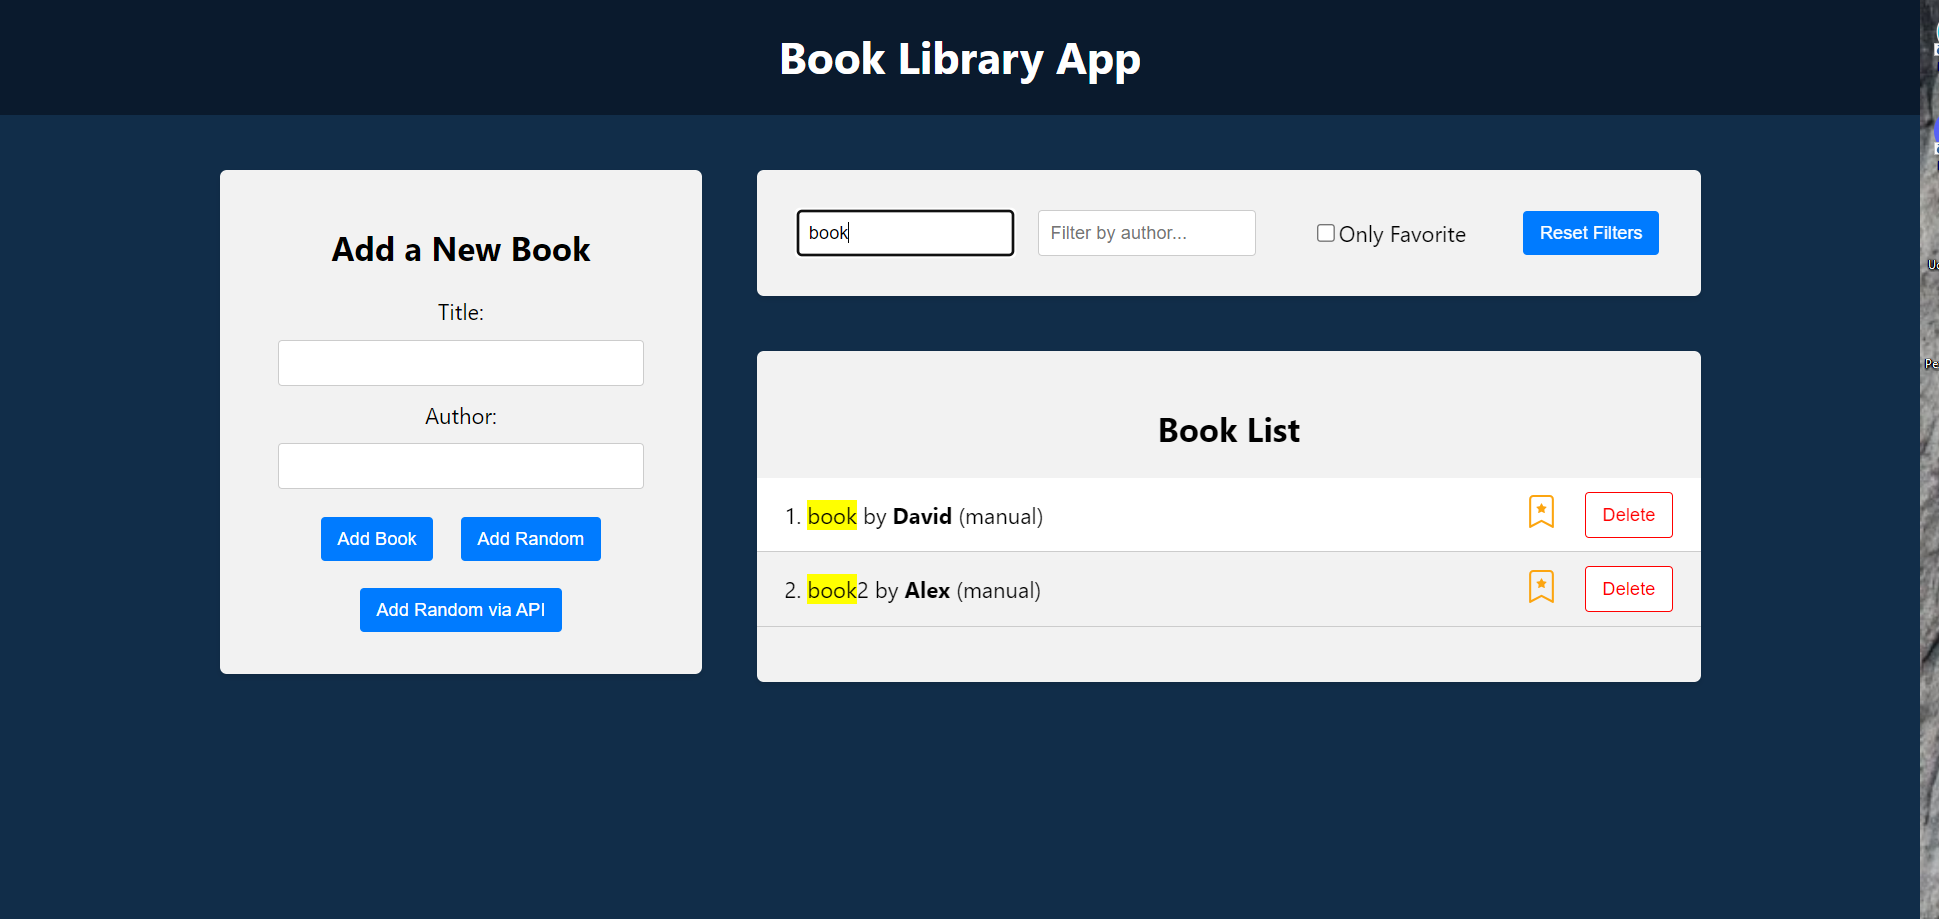 Book Library App
Add a New Book
Title:
Author:
Add Book Add Random
Add Random via API
book Filter by author... Only Favorite Reset Filters
Book List
1. book by David (manual) Delete
2. book2 by Alex (manual) Delete